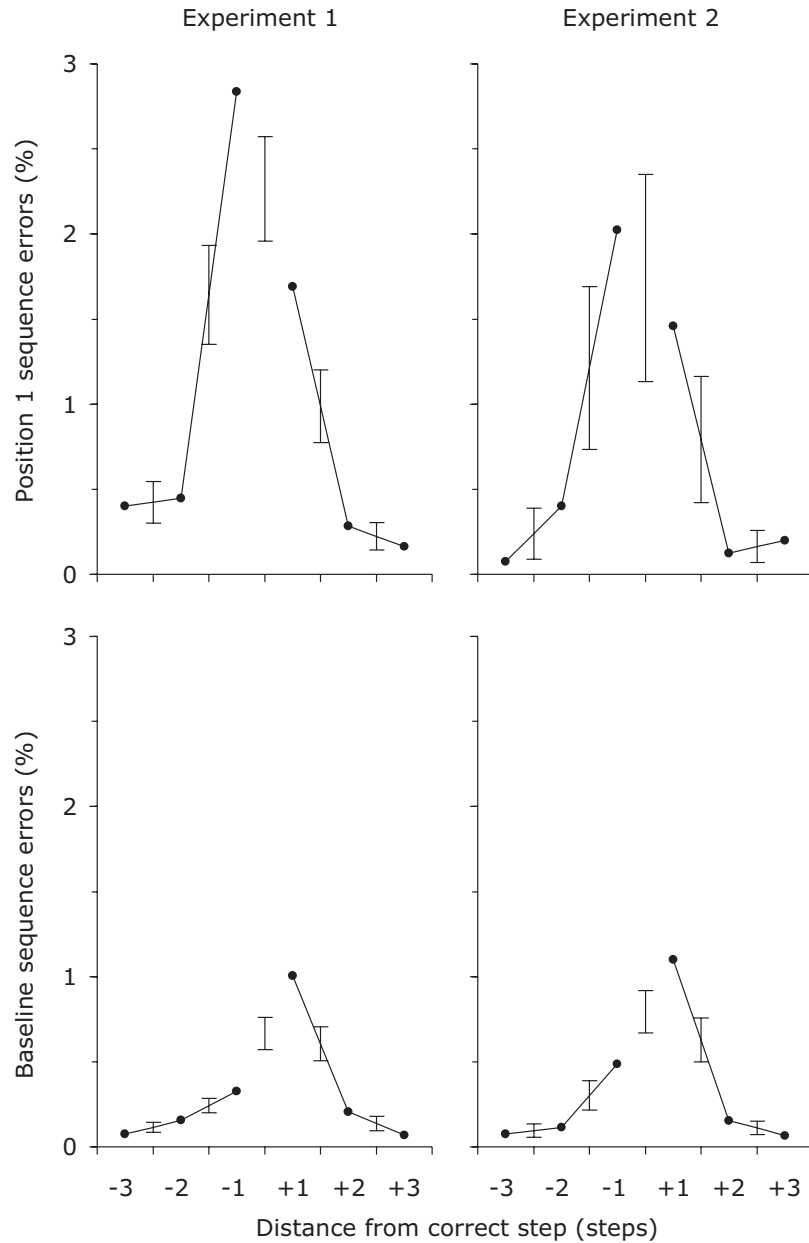 Experiment 1
Experiment 2
Position 1 sequence errors (%)
3
2
1
0
Baseline sequence errors (%)
3
2
1
0
-3 -2 -1 +1 +2 +3
-3 -2 -1 +1 +2 +3
Distance from correct step (steps)